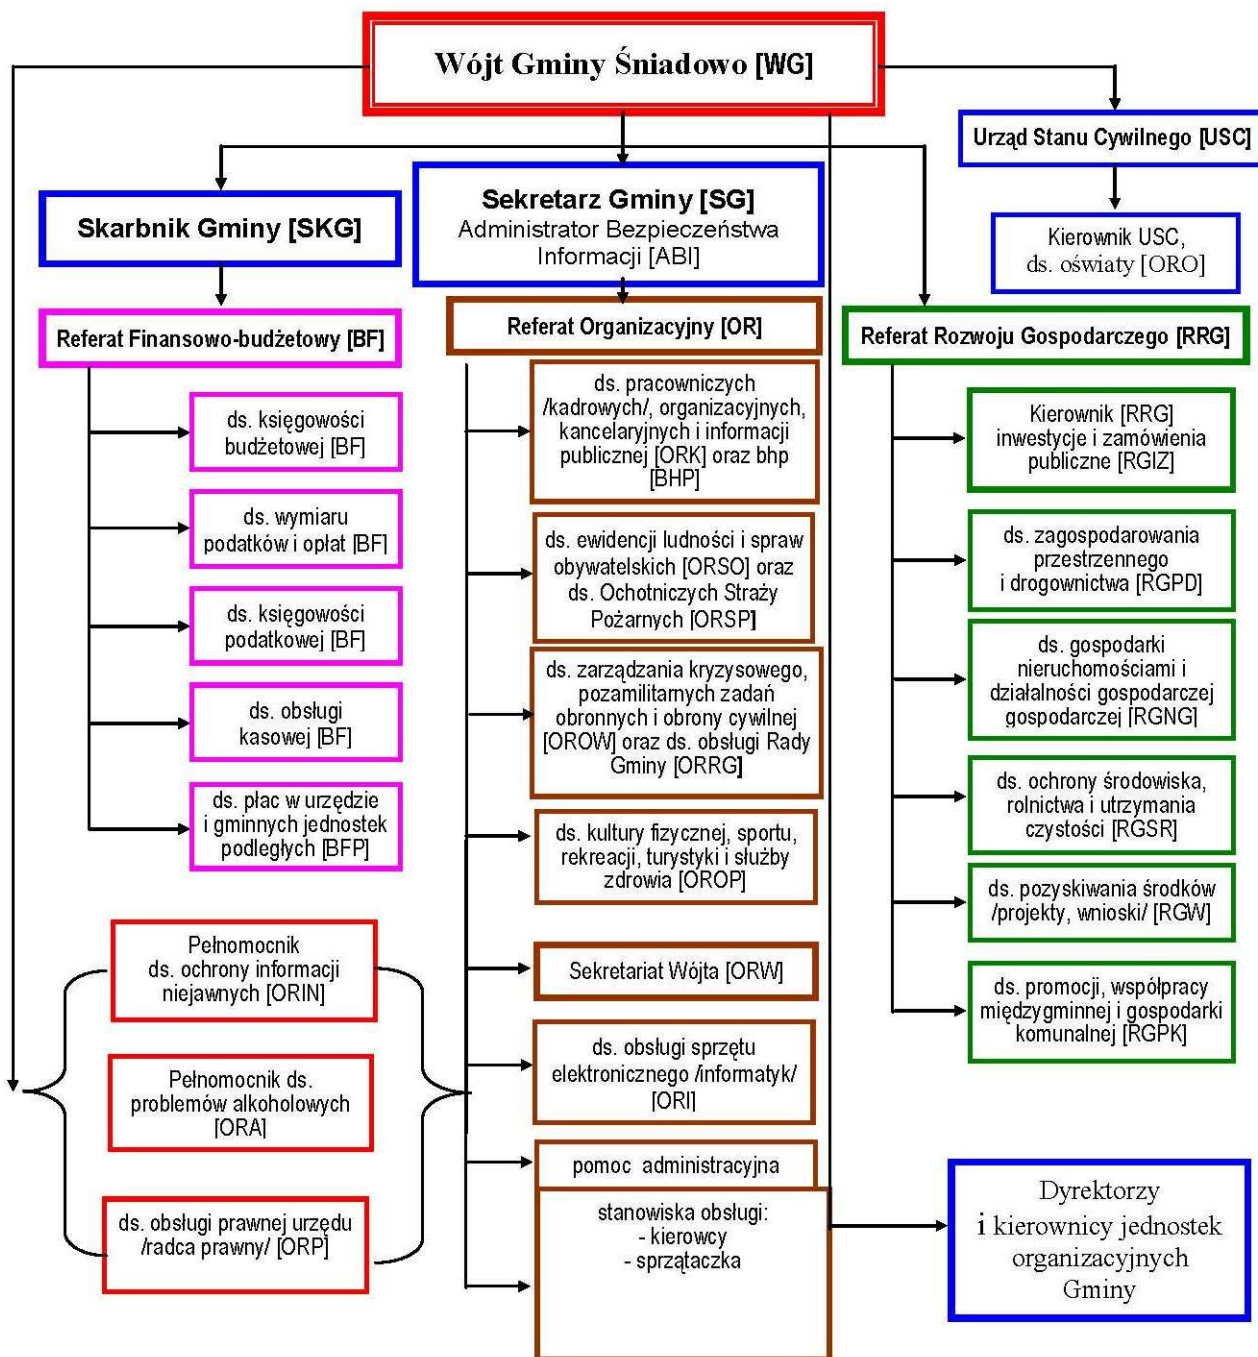 Wójt Gminy Śniadowo [WG]
Urząd Stanu Cywilnego [USC]
Kierownik USC,
ds. oświaty [ORO]
Skarbnik Gminy [SKG]
Sekretarz Gminy [SG]
Administrator Bezpieczeństwa
Informacji [ABI]
Referat Finansowo-budżetowy [BF]
ds. księgowości
budżetowej [BF]
ds. wymiaru
podatków i opłat [BF]
ds. księgowości
podatkowej [BF]
ds. obsługi
kasowej [BF]
ds. płac w urzędzie
i gminnych jednostek
podległych [BFP]
Referat Organizacyjny [OR]
ds. pracowniczych
/kadrowych/, organizacyjnych,
kancelaryjnych i informacji
publicznej [ORK] oraz bhp
[BHP]
ds. ewidencji ludności i spraw
obywatelskich [ORSO] oraz
ds. Ochotniczych Straży
Pożarnych [ORSP]
ds. zarządzania kryzysowego,
pozamilitarnych zadań
obronnych i obrony cywilnej
[OROW] oraz ds. obsługi Rady
Gminy [ORRG]
ds. kultury fizycznej, sportu,
rekreacji, turystyki i służby
zdrowia [OROP]
Sekretariat Wójta [ORW]
ds. obsługi sprzętu
elektronicznego /informatyk/
[ORI]
pomoc administracyjna
stanowiska obsługi:
- kierowcy
- sprzątaczka
Referat Rozwoju Gospodarczego [RRG]
Kierownik [RRG]
inwestycje i zamówienia
publiczne [RGIZ]
ds. zagospodarowania
przestrzennego
i drogownictwa [RGPD]
ds. gospodarki
nieruchomościami i
działalności gospodarczej
gospodarczej [RGNG]
ds. ochrony środowiska,
rolnictwa i utrzymania
czystości [RGSR]
ds. pozyskiwania środków
/projekty, wnioski/ [RGW]
ds. promocji, współpracy
międzygminnej i gospodarki
komunalnej [RGPK]
Pełnomocnik
ds. ochrony informacji
niejawnych [ORIN]
Pełnomocnik ds.
problemów alkoholowych
[ORA]
ds. obsługi prawnej urzędu
/radca prawny/ [ORP]
Dyrektorzy
i kierownicy jednostek
organizacyjnych
Gminy